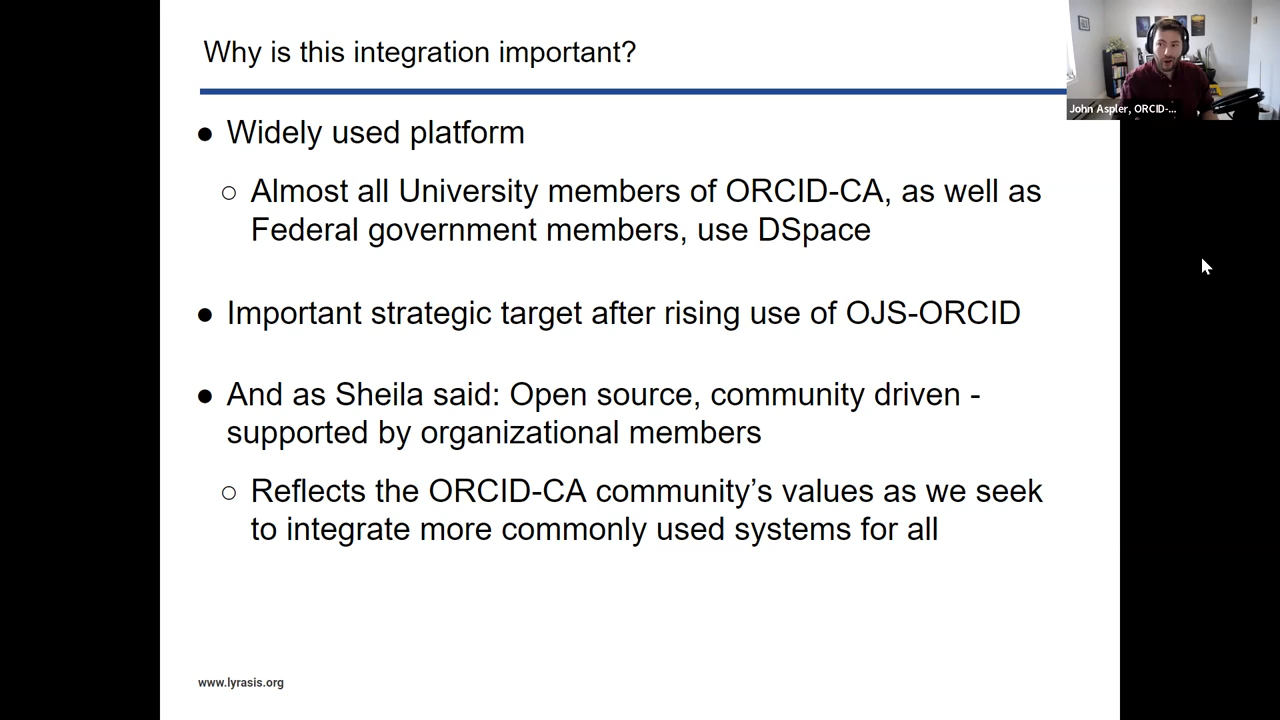 Why is this integration important?
John Aspler, ORCID-...
● Widely used platform
○ Almost all University members of ORCID-CA, as well as
Federal government members, use DSpace
● Important strategic target after rising use of OJS-ORCID
● And as Sheila said: Open source, community driven -
supported by organizational members
○ Reflects the ORCID-CA community’s values as we seek
to integrate more commonly used systems for all
www.lyrasis.org